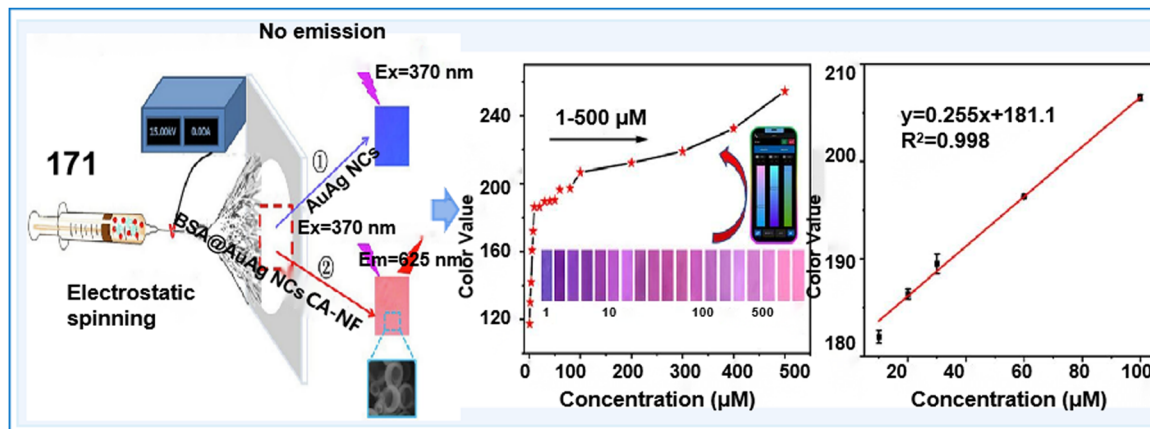 No emission
Ex=370 nm
15.00kV 0.00A
171
①
AuAg NCs
BSA@AuAg NCs CA-NF
Ex=370 nm
②
Em=625 nm
Electrostatic
spinning
Color Value
240
200
160
120
1-500 µM
1 10 100 500
0 100 200 300 400 500
Concentration (µM)
Color Value
210
200
190
180
y=0.255x+181.1
R²=0.998
20 40 60 80 100
Concentration (µM)